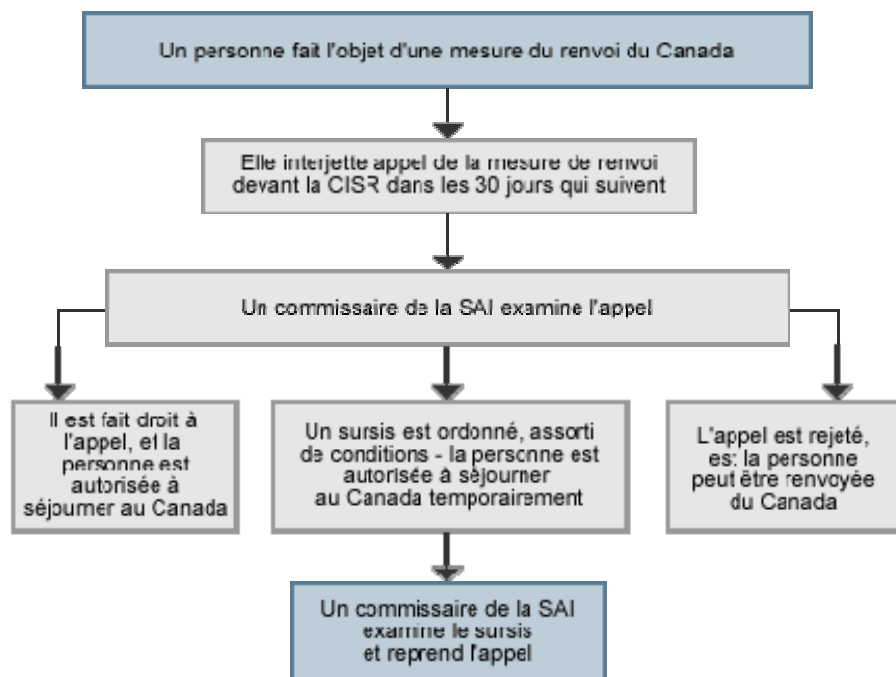 Un personne fait l'objet d'une mesure du renvoi du Canada
Elle interjette appel de la mesure de renvoi
devant la CISR dans les 30 jours qui suivent
Un commissaire de la SAI examine l'appel
Il est fait droit à
l'appel, et la
personne est
autorisée à
séjourner au Canada
Un sursis est ordonné, assorti
de conditions - la personne est
autorisée à séjourner
au Canada temporairement
L'appel est rejeté,
es: la personne
peut être renvoyée
du Canada
Un commissaire de la SAI
examine le sursis
et reprend l'appel